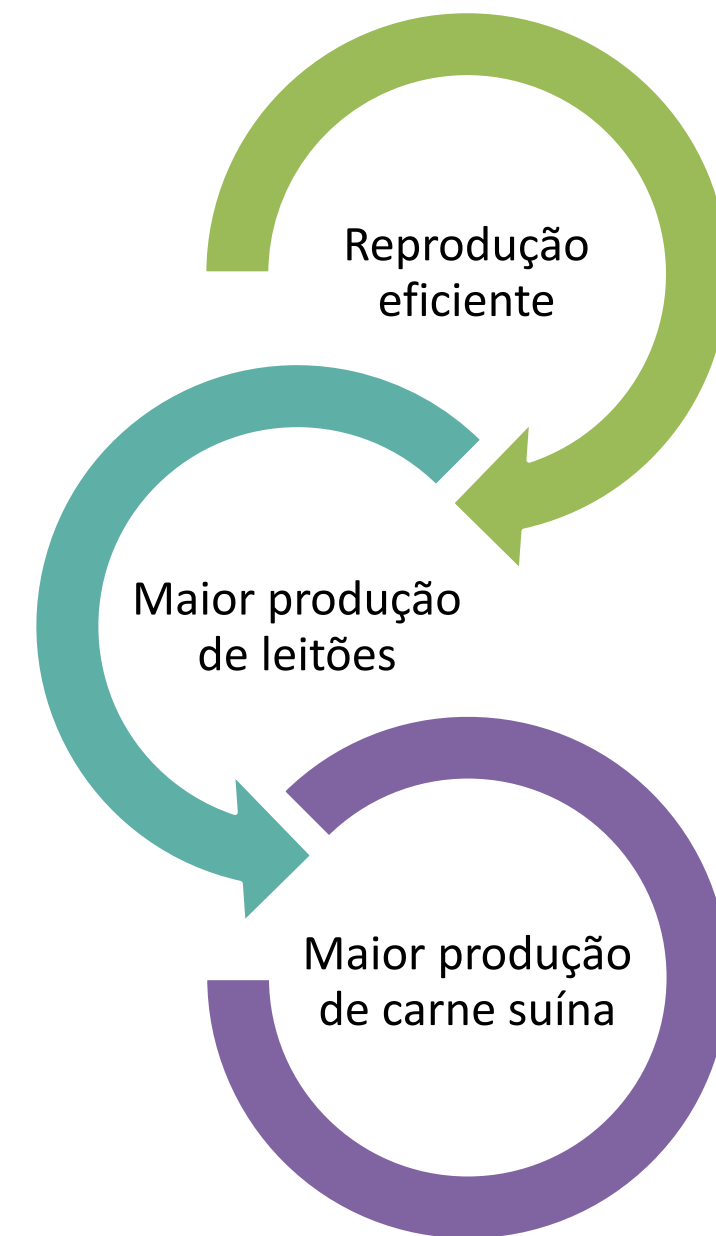 Reprodução
eficiente
Maior produção
de leitões
Maior produção
de carne suína